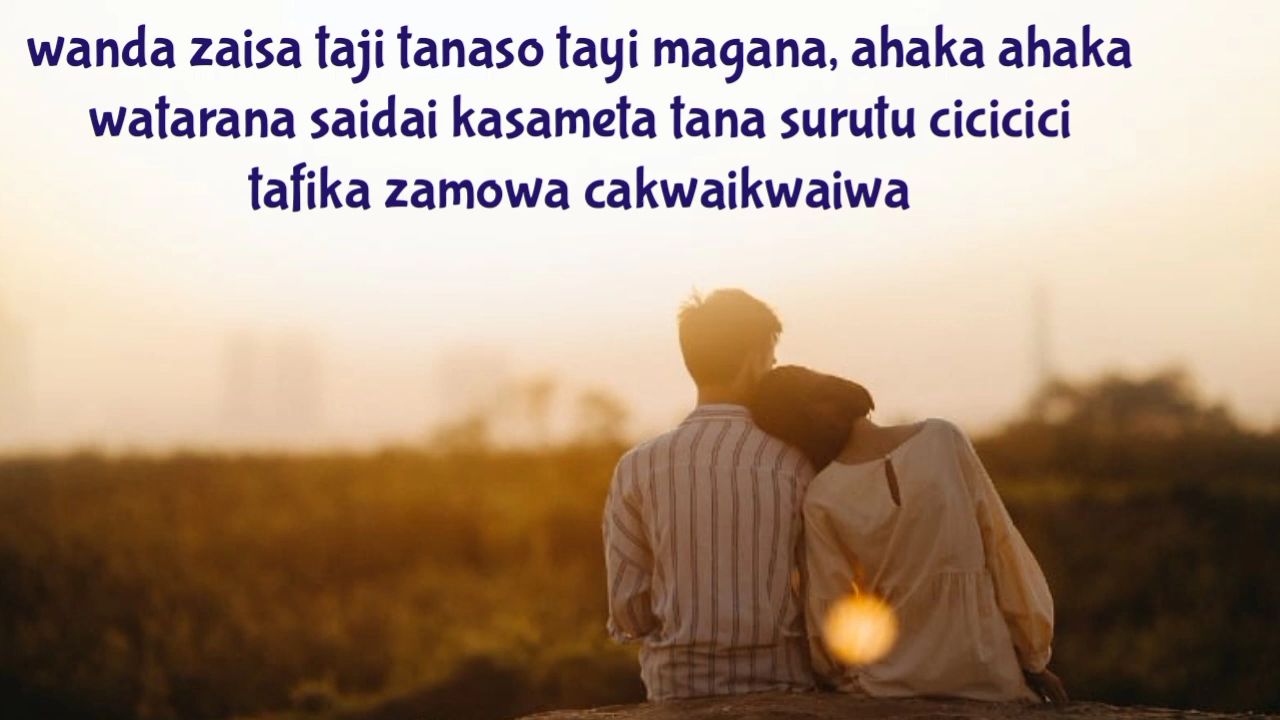 wanda zaisa taji tanaso tayi magana, ahaka ahaka
watarana saidai kasameta tana surutu cicicici
tafika zamowa cakwaikwaiwa